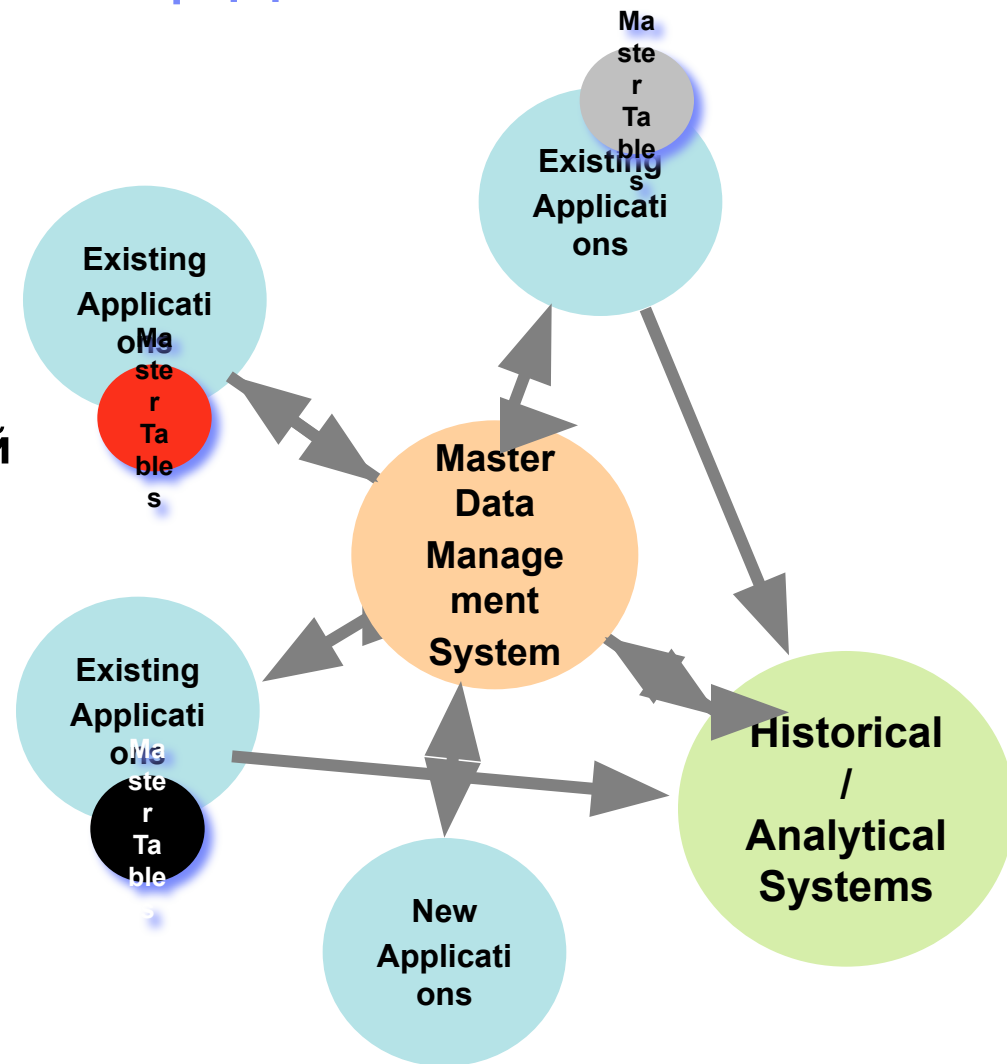 Ma
ste
r
Ta
ble
s
Existing
Applicati
ons
Existing
Applicati
ons
Ma
ste
r
Ta
ble
s
й
Master
Data
Manage
ment
System
Existing
Applicati
ons
Ma
ste
r
Ta
ble
s
Historical
/
Analytical
Systems
New
Applicati
ons